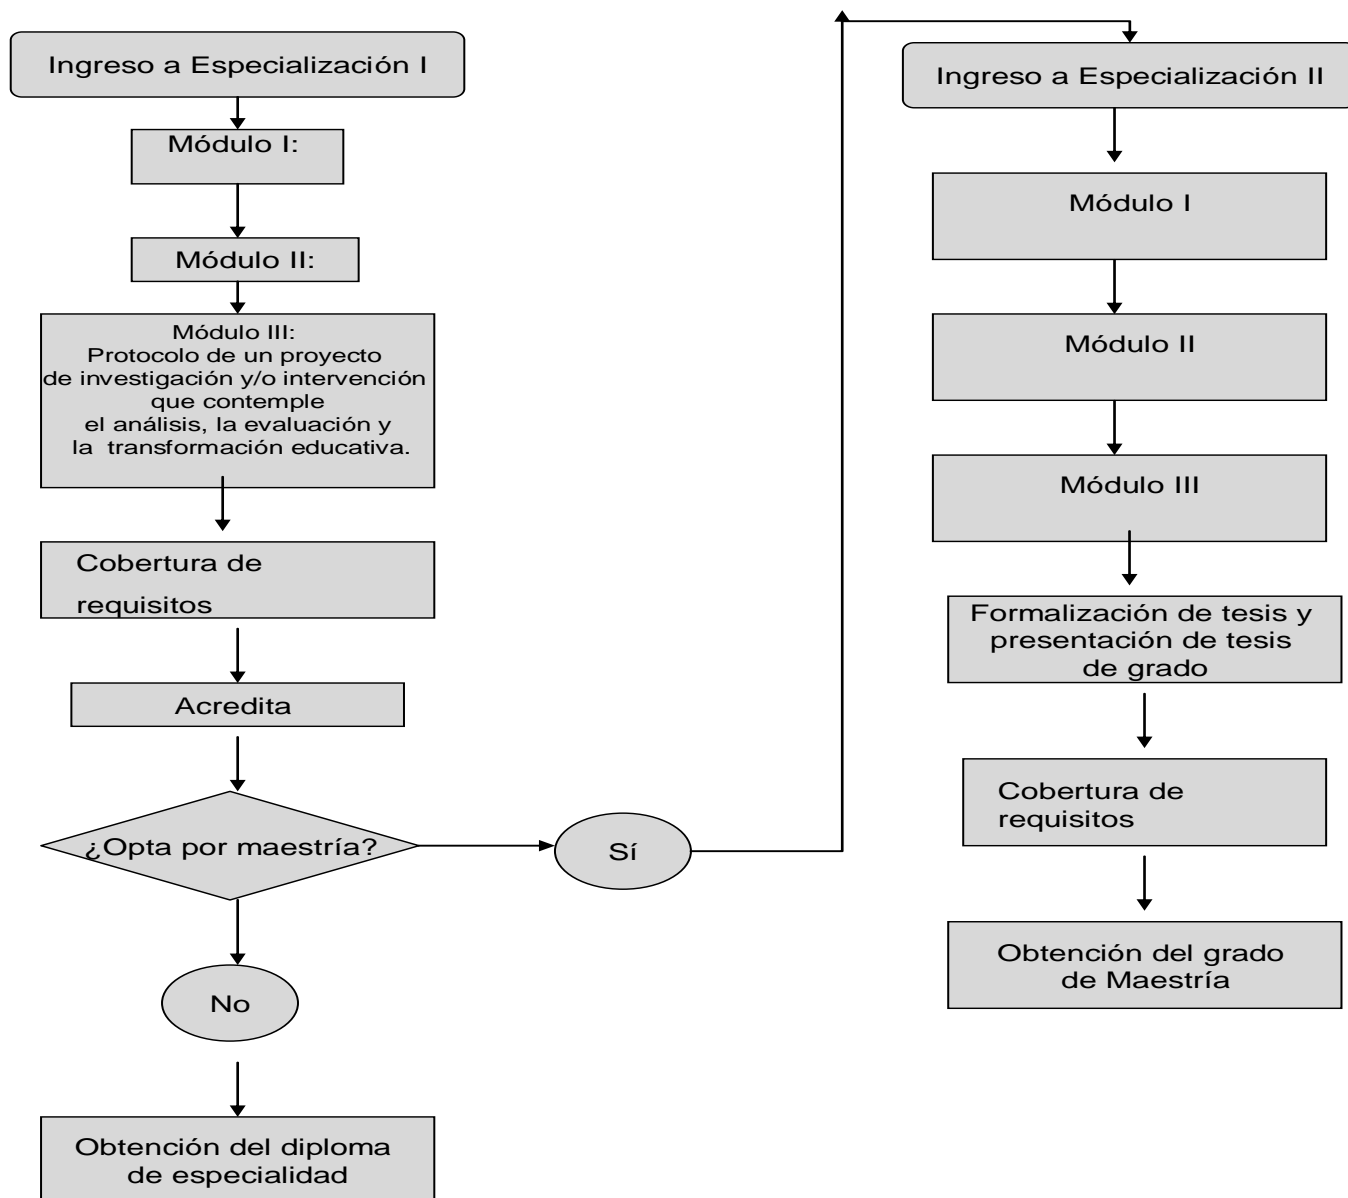 Ingreso a Especialización I
Módulo I:
Módulo II:
Módulo III:
Protocolo de un proyecto
de investigación y/o intervención
que contemple
el análisis, la evaluación y
la transformación educativa.
Cobertura de
requisitos
Acredita
¿Opta por maestría?
Sí
No
Obtención del diploma
de especialidad
Ingreso a Especialización II
Módulo I
Módulo II
Módulo III
Formalización de tesis y
presentación de tesis
de grado
Cobertura de
requisitos
Obtención del grado
de Maestría